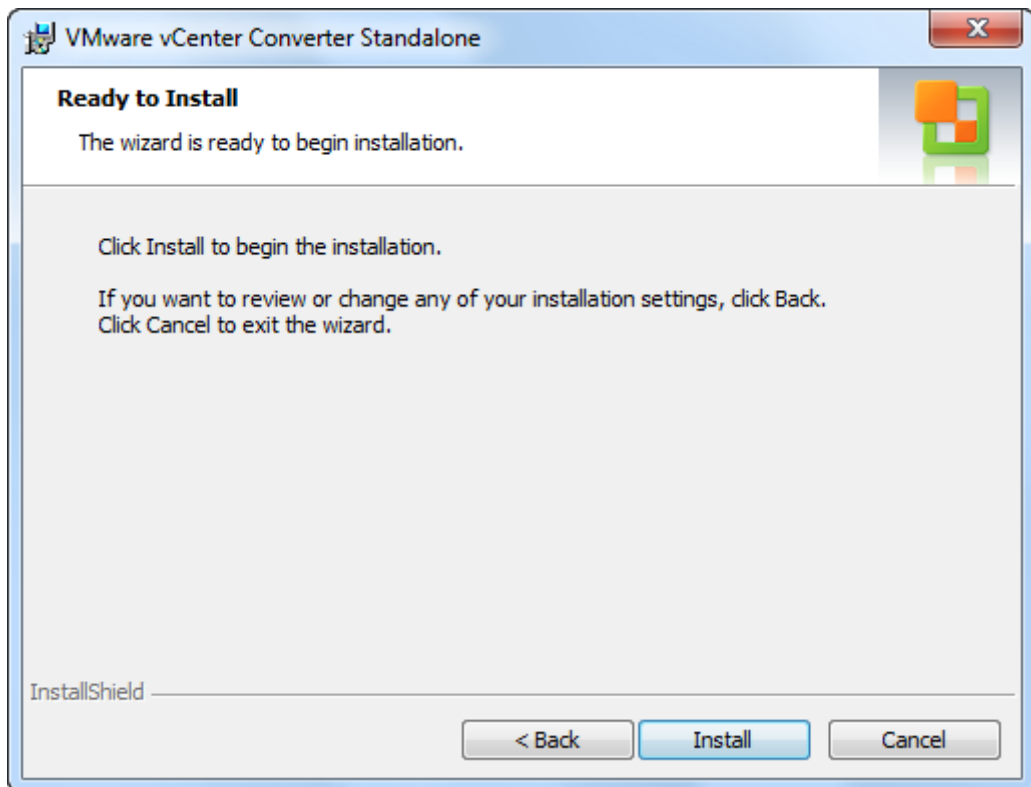 VMware vCenter Converter Standalone
Ready to Install
The wizard is ready to begin installation.
Click Install to begin the installation.
If you want to review or change any of your installation settings, click Back.
Click Cancel to exit the wizard.
InstallShield
< Back
Install
Cancel